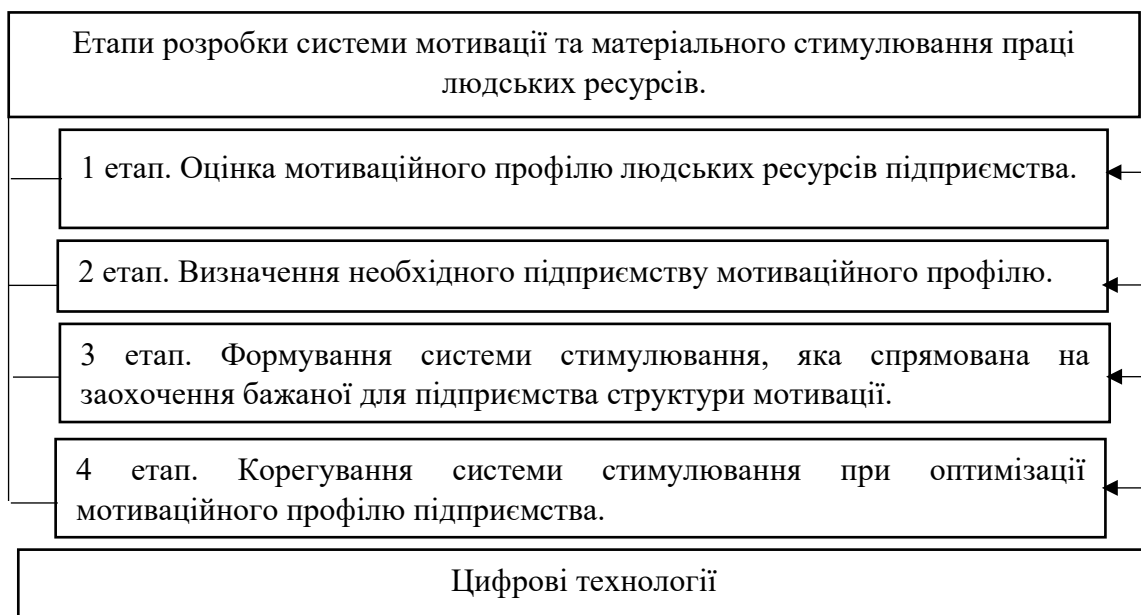 Етапи розробки системи мотивації та матеріального стимулювання праці
людських ресурсів.
1 етап. Оцінка мотиваційного профілю людських ресурсів підприємства.
2 етап. Визначення необхідного підприємству мотиваційного профілю.
3 етап. Формування системи стимулювання, яка спрямована на
заохочення бажаної для підприємства структури мотивації.
4 етап. Корегування системи стимулювання при оптимізації
мотиваційного профілю підприємства.
Цифрові технології